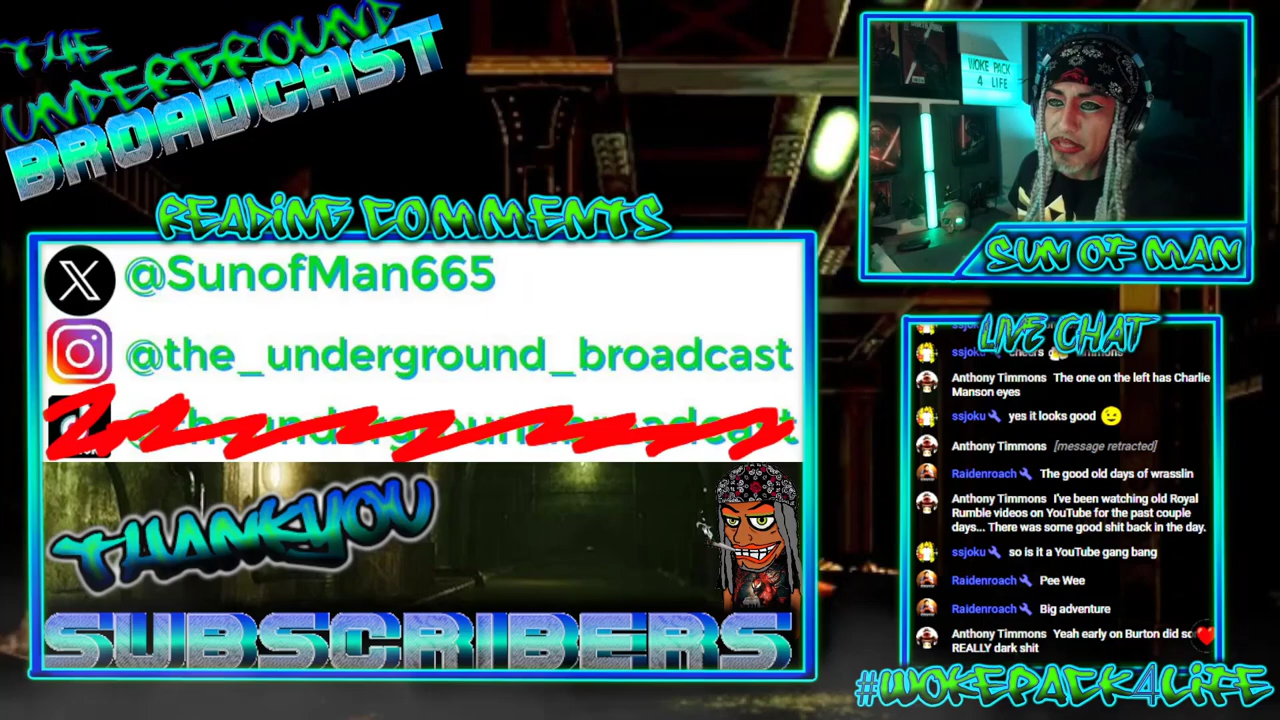 THE
UNDERGROUND
BROADCAST
READING COMMENTS
@SunofMan665
@the_underground_broadcast
THANKYOU
SUBSCRIBERS
WOKE PACK
4 LIFE
SUN OF MAN
LIVE CHAT
ssjoku
Anthony Timmons The one on the left has Charlie
Manson eyes
ssjoku yes it looks good 😉
Anthony Timmons [message retracted]
Raidenroach The good old days of wrasslin
Anthony Timmons I've been watching old Royal
Rumble videos on YouTube for the past couple
days... There was some good shit back in the day.
ssjoku so is it a YouTube gang bang
Raidenroach Pee Wee
Raidenroach Big adventure
Anthony Timmons Yeah early on Burton did
REALLY dark shit
#WOKEPACK4LIFE